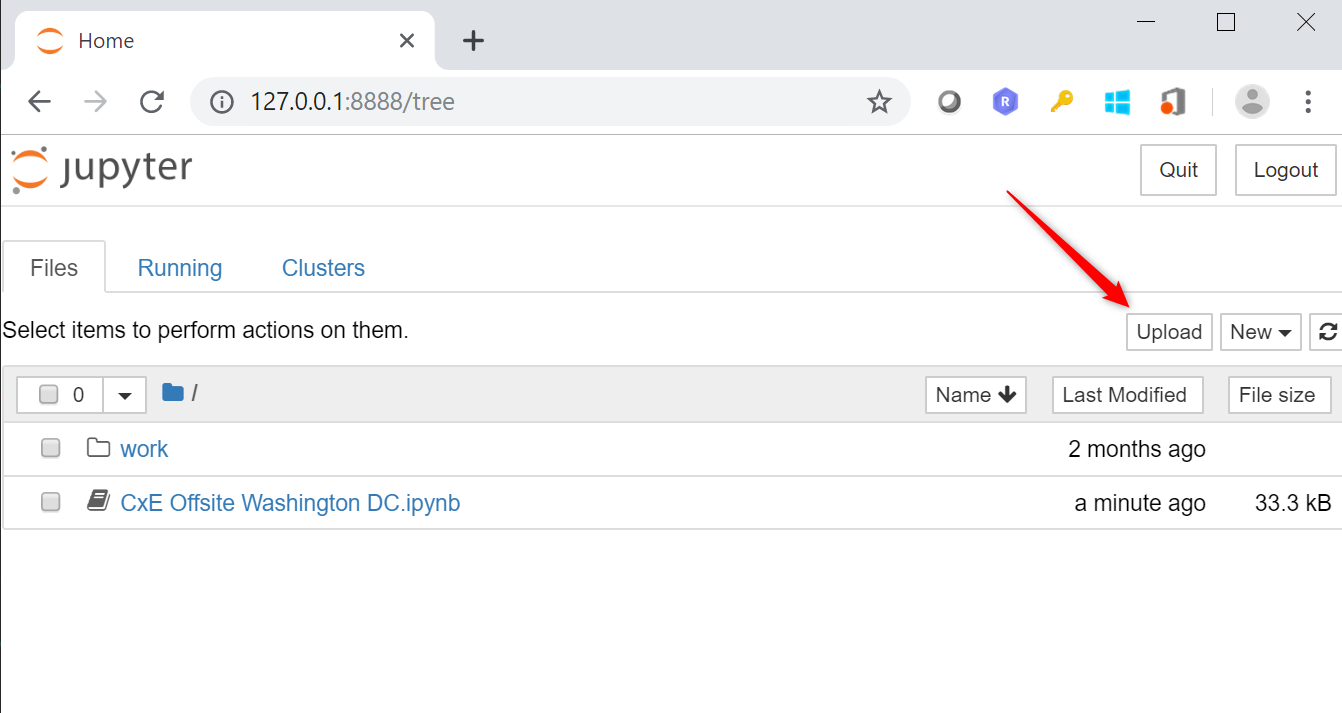 Home
127.0.0.1:8888/tree
R
jupyter
Quit Logout
Files Running Clusters
Select items to perform actions on them.
Upload New
0 / Name Last Modified File size
work 2 months ago
CxE Offsite Washington DC.ipynb a minute ago 33.3 kB